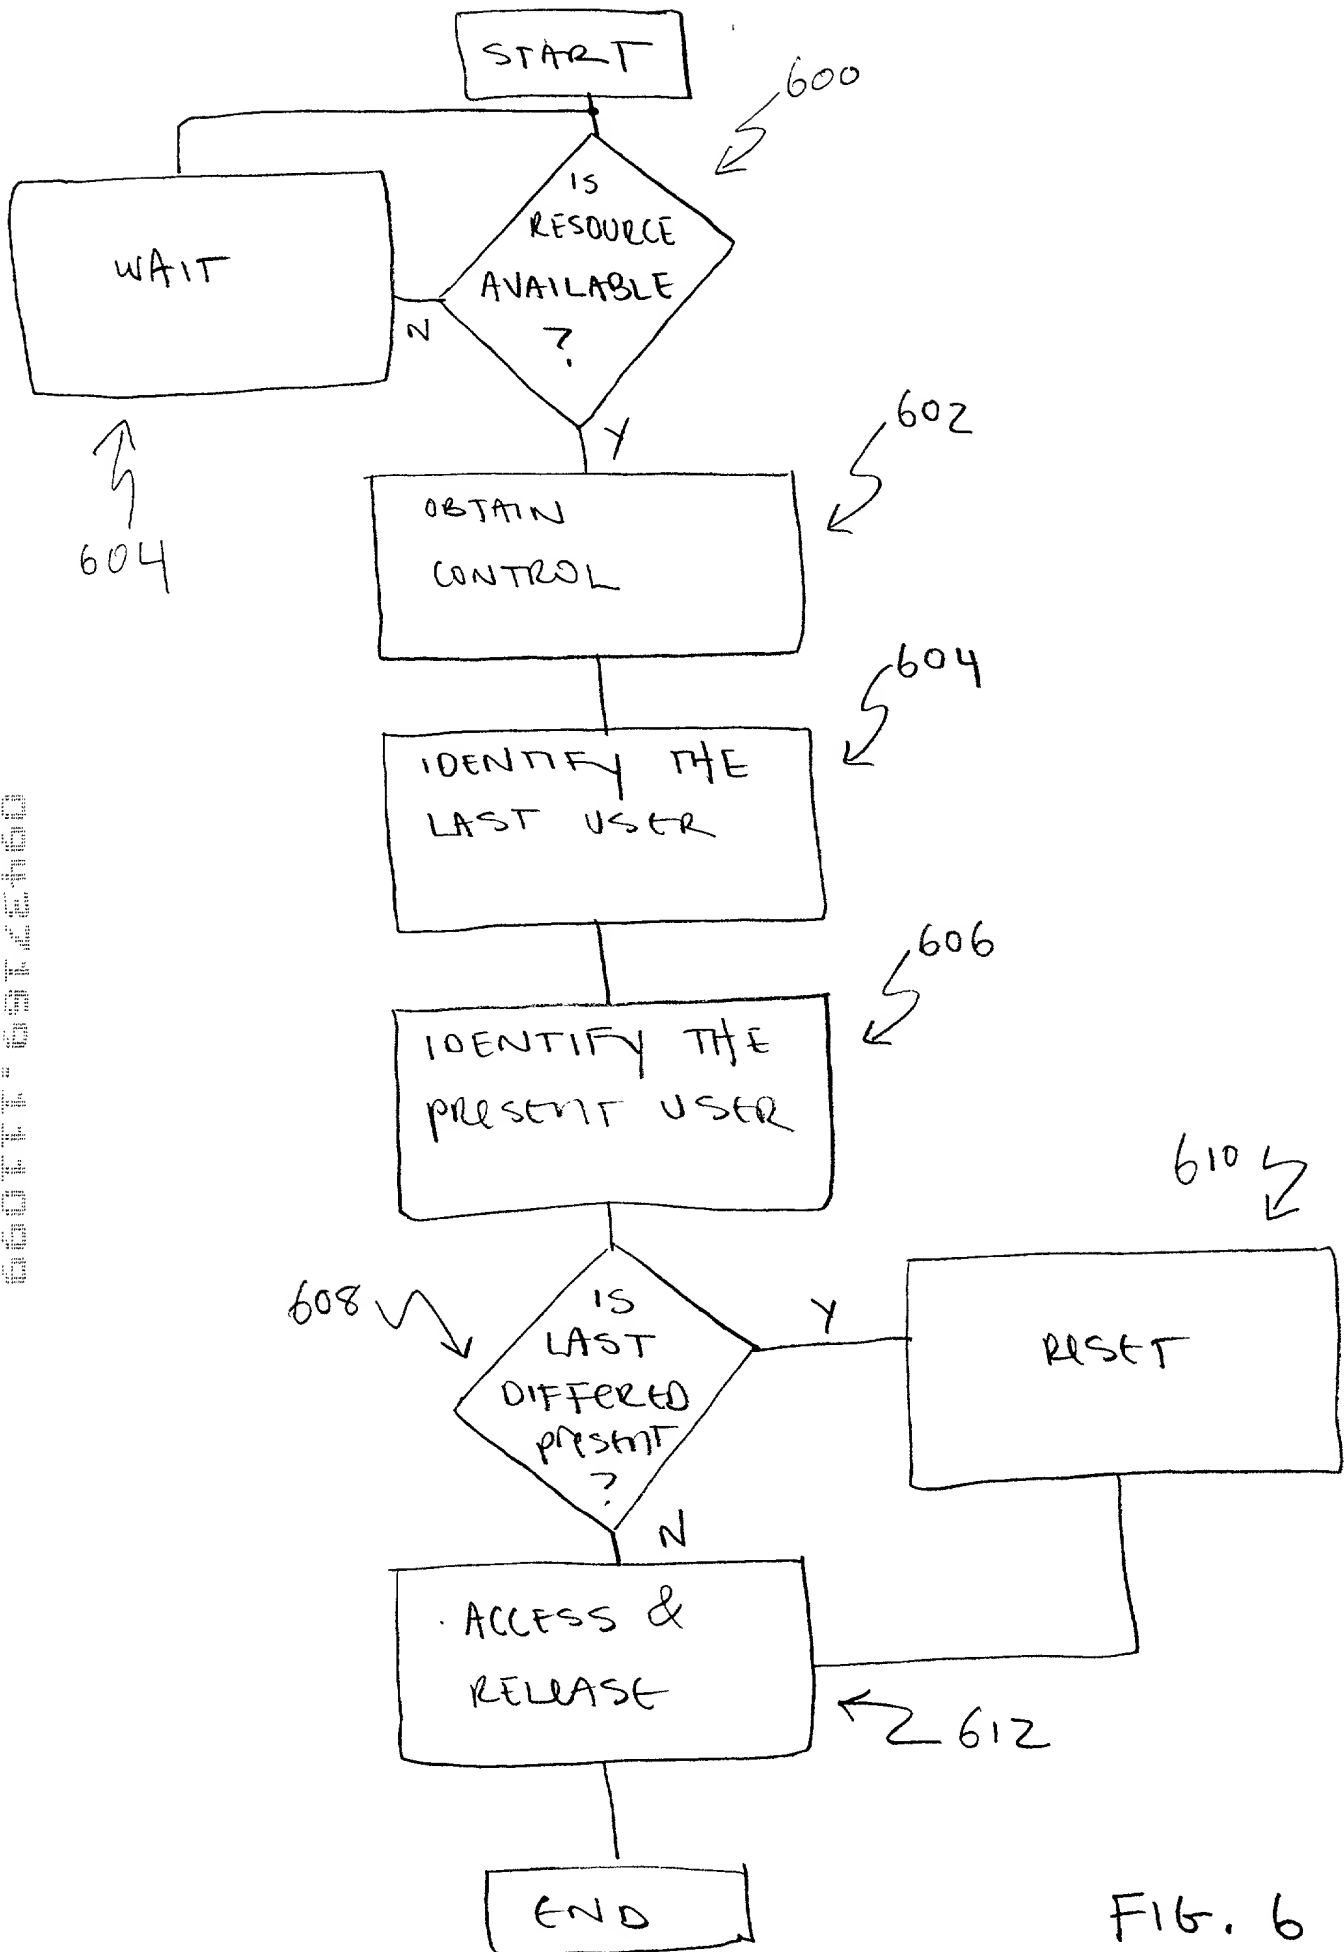 START
600
IS
RESOURCE
AVAILABLE
?
WAIT
N
Y
604
602
OBTAIN
CONTROL
604
IDENTIFY THE
LAST USER
606
IDENTIFY THE
PRESENT USER
610
608
IS
LAST
DIFFERED
PRESENT
?
Y
RESET
N
ACCESS &
RELEASE
612
END
FIG. 6